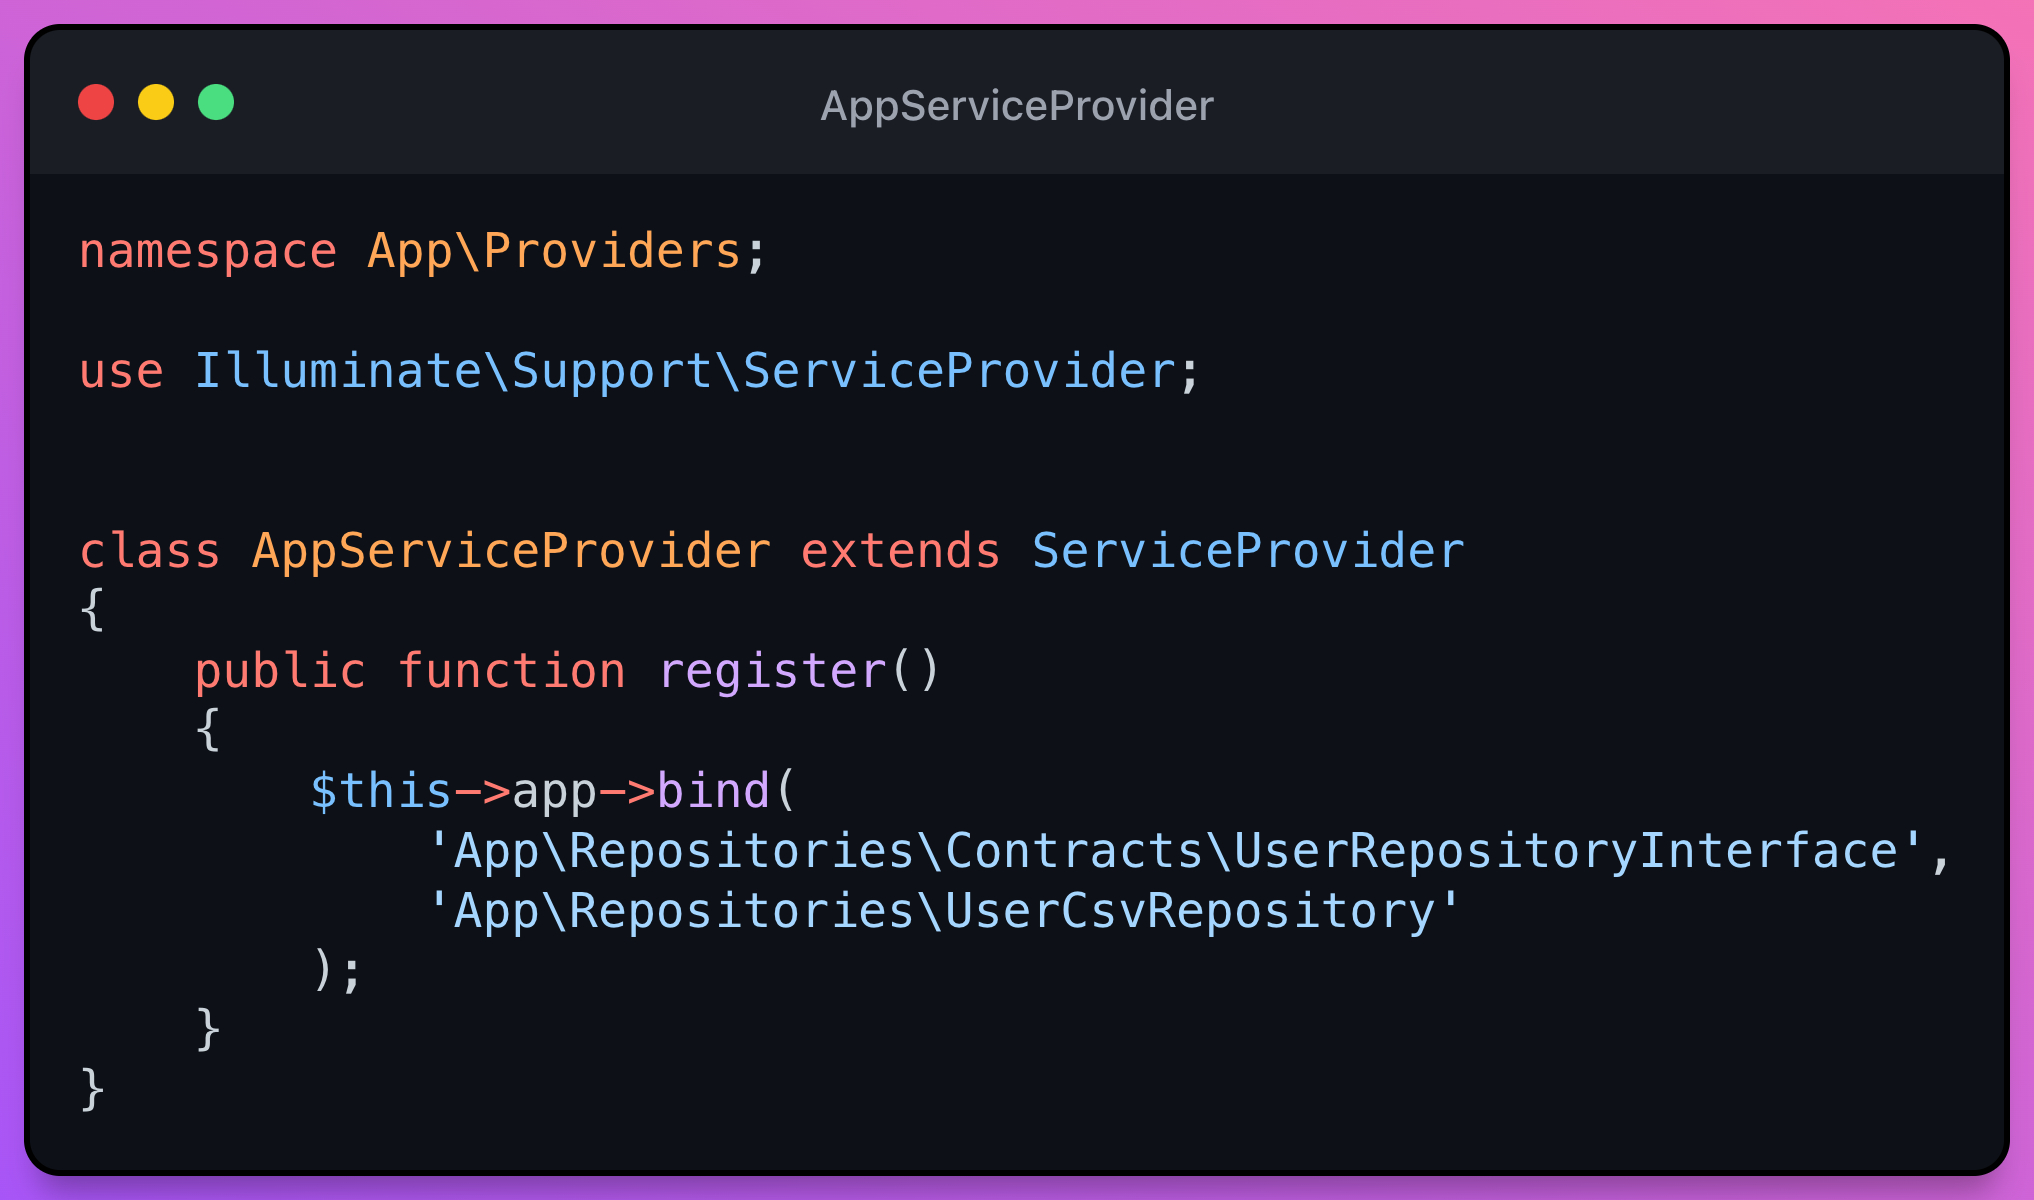 AppServiceProvider
namespace App\Providers;
use Illuminate\Support\ServiceProvider;
class AppServiceProvider extends ServiceProvider
{
    public function register()
    {
        $this->app->bind(
            'App\Repositories\Contracts\UserRepositoryInterface',
            'App\Repositories\UserCsvRepository'
        );
    }
}